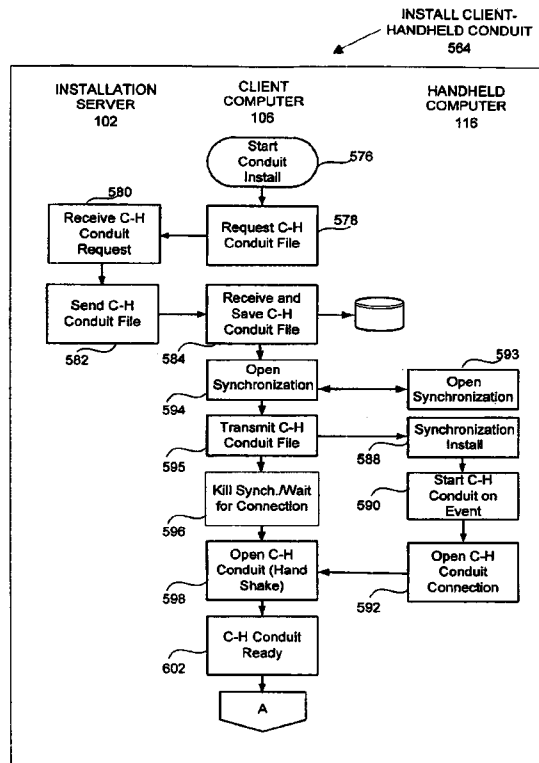 INSTALL CLIENT-
HANDHELD CONDUIT
564
INSTALLATION
SERVER
102
CLIENT
COMPUTER
106
HANDHELD
COMPUTER
116
Start
Conduit
Install
576
580
Receive C-H
Conduit
Request
Request C-H
Conduit File
578
Send C-H
Conduit File
582
Receive and
Save C-H
Conduit File
584
Open
Synchronization
594
593
Open
Synchronization
Transmit C-H
Conduit File
595
Synchronization
Install
588
Kill Synch./Wait
for Connection
596
Start C-H
Conduit on
Event
590
Open C-H
Conduit (Hand
Shake)
598
Open C-H
Conduit
Connection
592
C-H Conduit
Ready
602
A